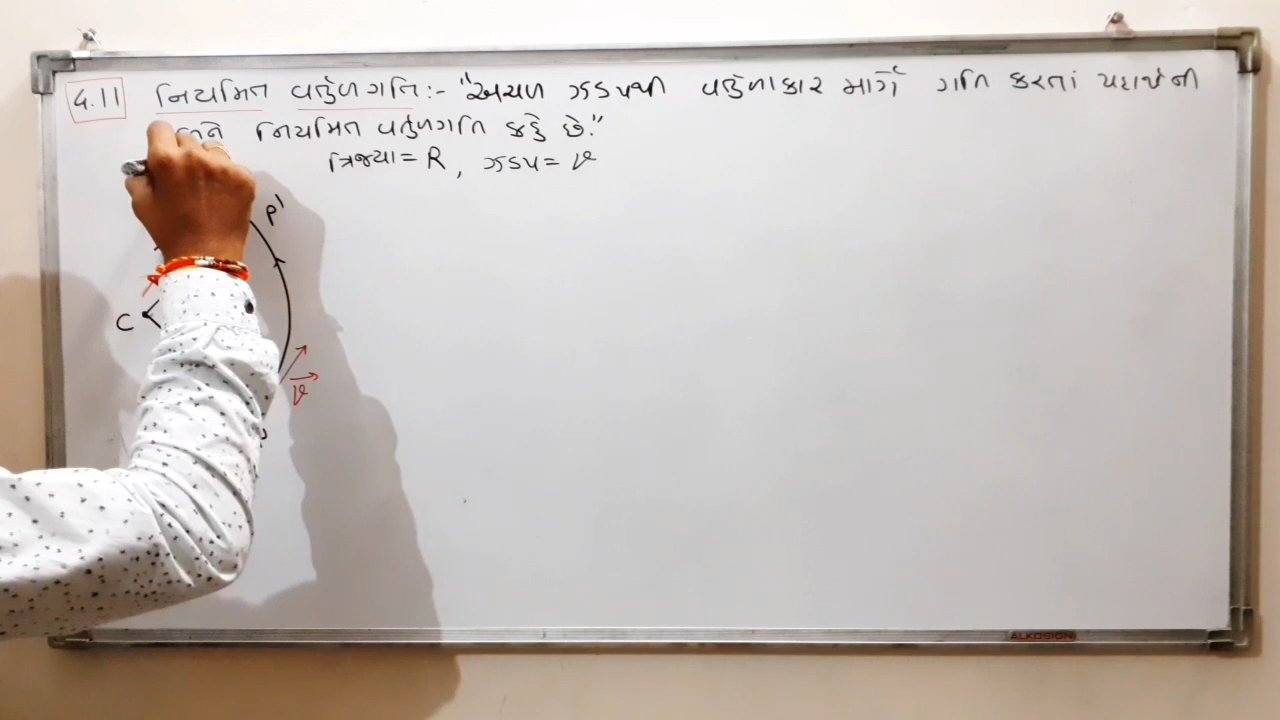 4.11 નિયમિત વર્તુળગતિ :- "અચળ ઝડપથી વર્તુળાકાર માર્ગે ગતિ કરતાં પદાર્થની
નિયમિત વર્તુળગતિ કહે છે."
ત્રિજ્યા = R, ઝડપ = v
P'
C
v
ALKOSIGN